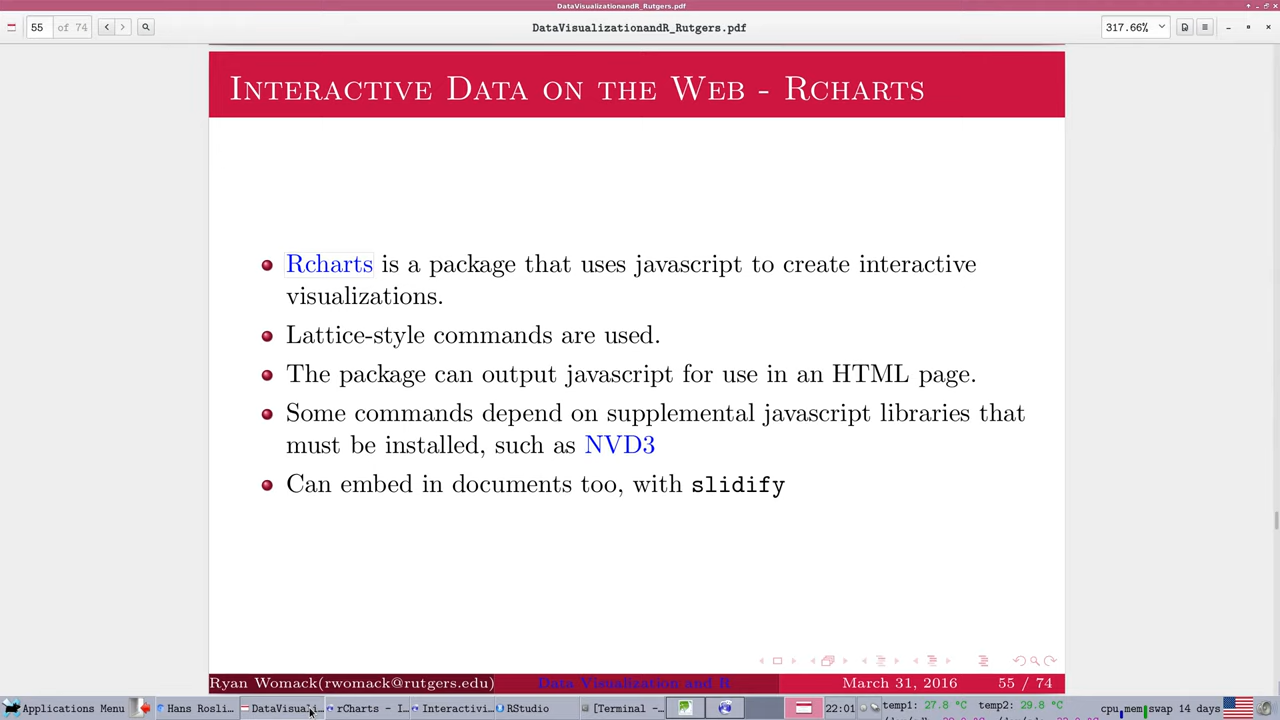 DataVisualizationandR_Rutgers.pdf
55 of 74
DataVisualizationandR_Rutgers.pdf
317.66%
Interactive Data on the Web - Rcharts
Rcharts is a package that uses javascript to create interactive
visualizations.
Lattice-style commands are used.
The package can output javascript for use in an HTML page.
Some commands depend on supplemental javascript libraries that
must be installed, such as NVD3
Can embed in documents too, with slidify
Ryan Womack(rwomack@rutgers.edu) Data Visualization and R March 31, 2016 55 / 74
Applications Menu Hans Rosli... DataVisuali... rCharts - I... Interactivi... RStudio [Terminal -... 22:01 temp1: 27.8 °C temp2: 29.8 °C cpu mem swap 14 days